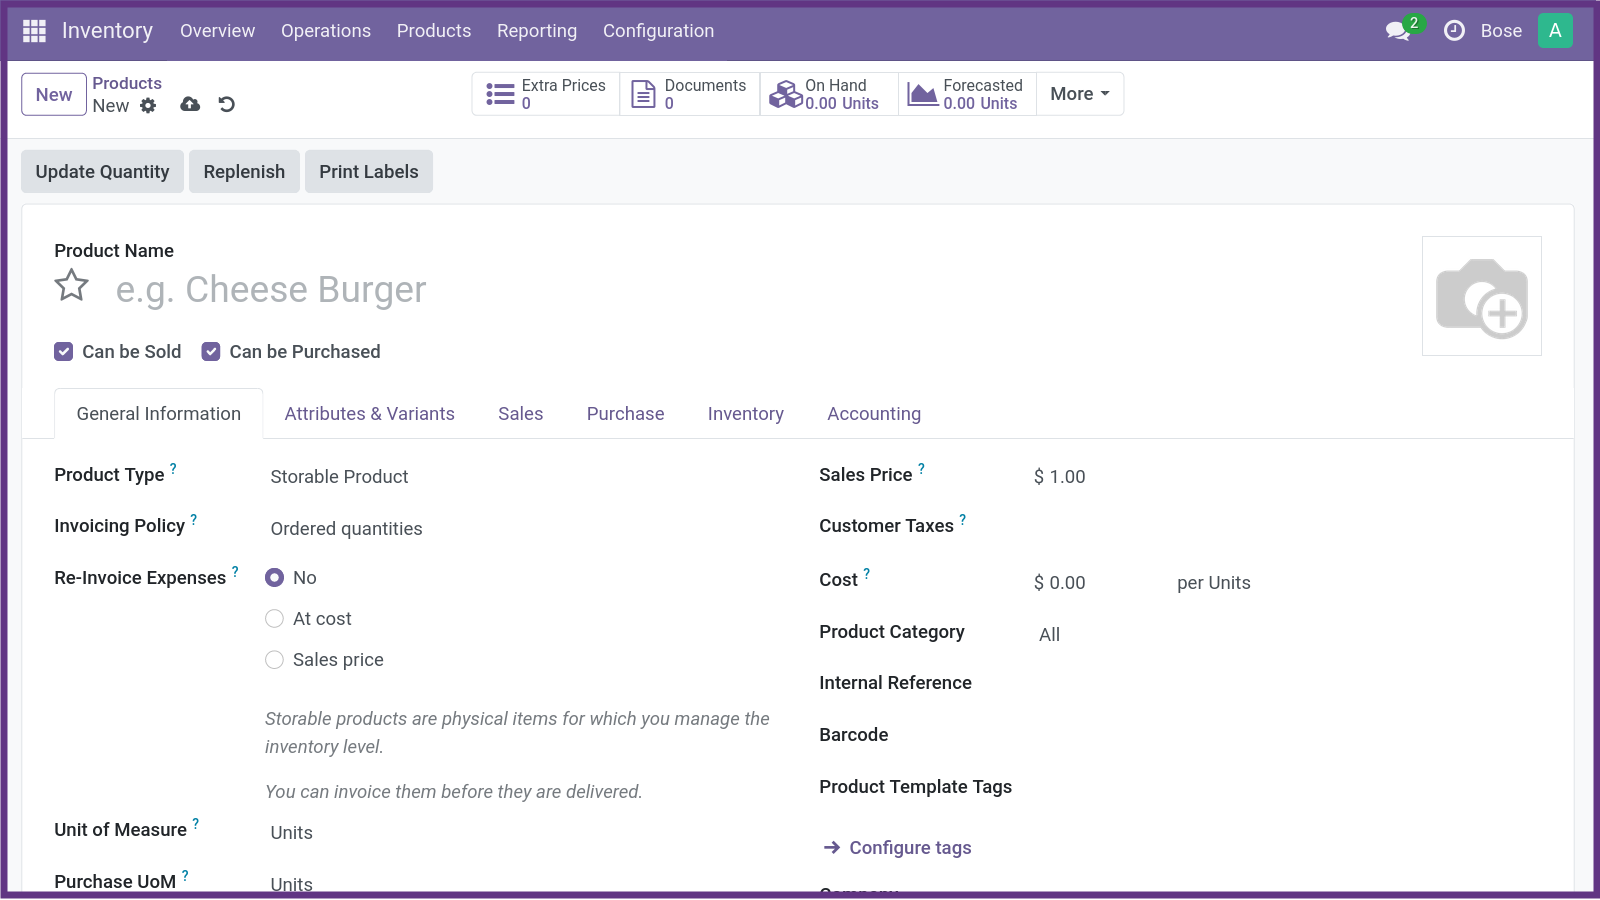 Inventory Overview Operations Products Reporting Configuration 2 Bose A
New Products Extra Prices Documents On Hand Forecasted More
New 0 0 0.00 Units 0.00 Units
Update Quantity Replenish Print Labels
Product Name
e.g. Cheese Burger
Can be Sold Can be Purchased
General Information Attributes & Variants Sales Purchase Inventory Accounting
Product Type ? Storable Product Sales Price ? $ 1.00
Invoicing Policy ? Ordered quantities Customer Taxes ?
Re-Invoice Expenses ? No Cost ? $ 0.00 per Units
At cost Product Category All
Sales price
Internal Reference
Storable products are physical items for which you manage the
inventory level. Barcode
You can invoice them before they are delivered. Product Template Tags
Unit of Measure ? Units Configure tags
Purchase UoM ? Units